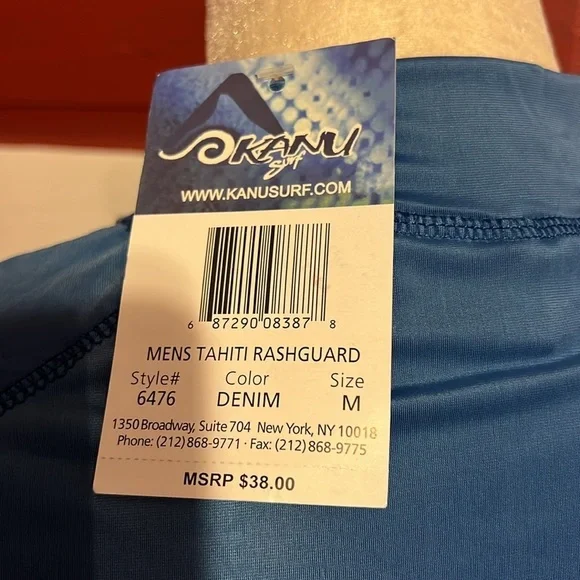 KANU
Surf
WWW.KANUSURF.COM
6 87290 08387 8
MENS TAHITI RASHGUARD
Style# Color Size
6476 DENIM M
1350 Broadway, Suite 704 New York, NY 10018
Phone: (212) 868-9771 · Fax: (212) 868-9775
MSRP $38.00